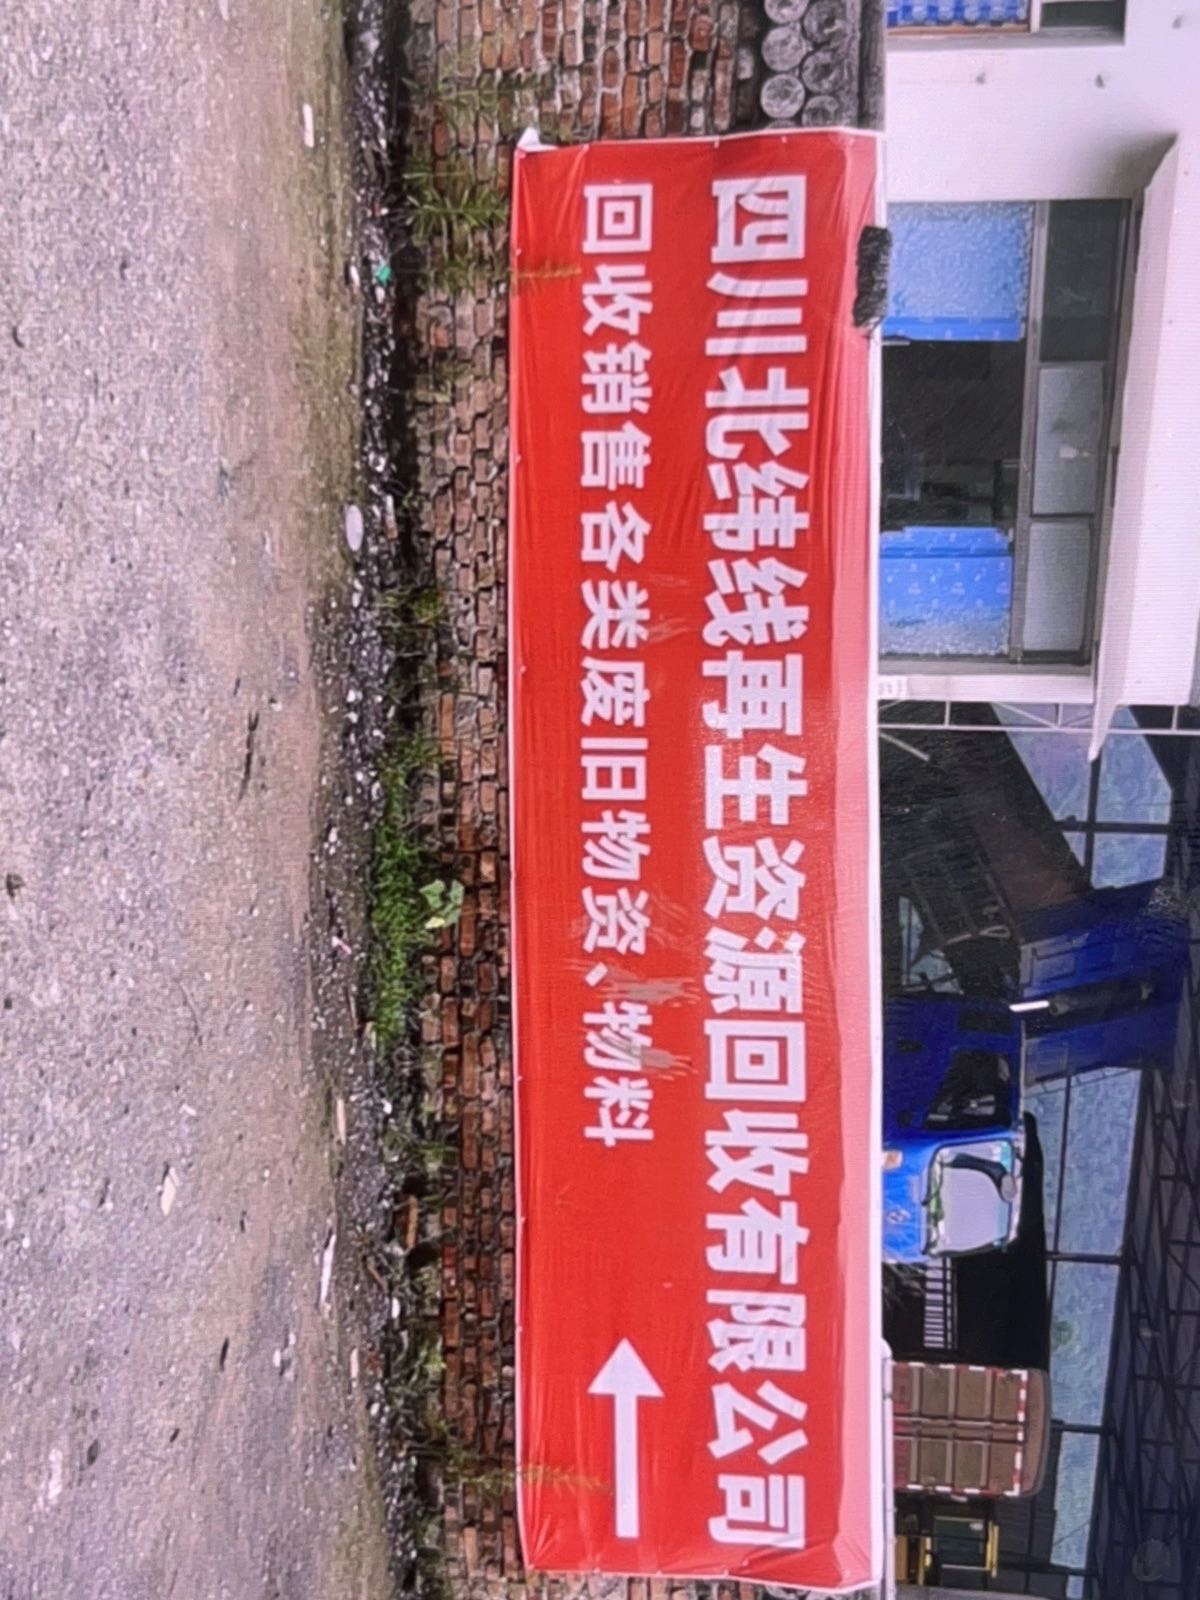 四川北纬线再生资源回收有限公司
回收销售各类废旧物资、物料